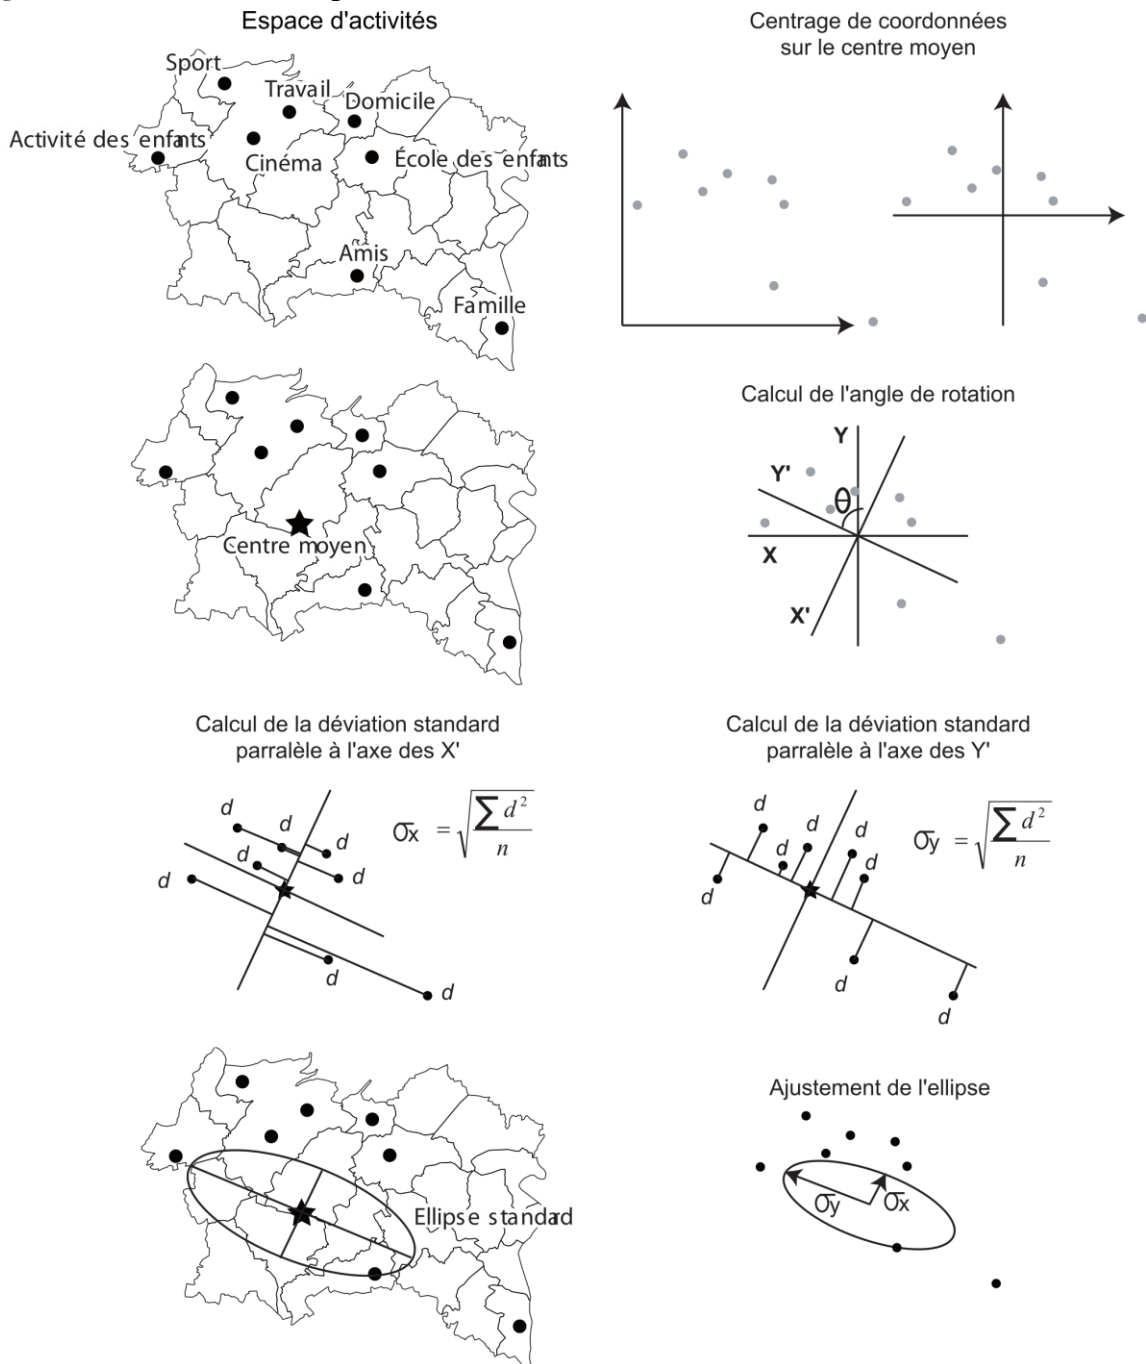 Espace d'activités
Centrage de coordonnées
sur le centre moyen
Sport
Travail
Domicile
Activité des enfants
Cinéma
École des enfants
Amis
Famille
Centre moyen
Calcul de l'angle de rotation
Y
Y'
θ
X
X'
Calcul de la déviation standard
parralèle à l'axe des X'
d
d
d
d
d
d
d
σx = √∑d²/n
Calcul de la déviation standard
parralèle à l'axe des Y'
d
d
d
d
d
d
d
d
σy = √∑d²/n
Ellipse standard
Ajustement de l'ellipse
σy
σx